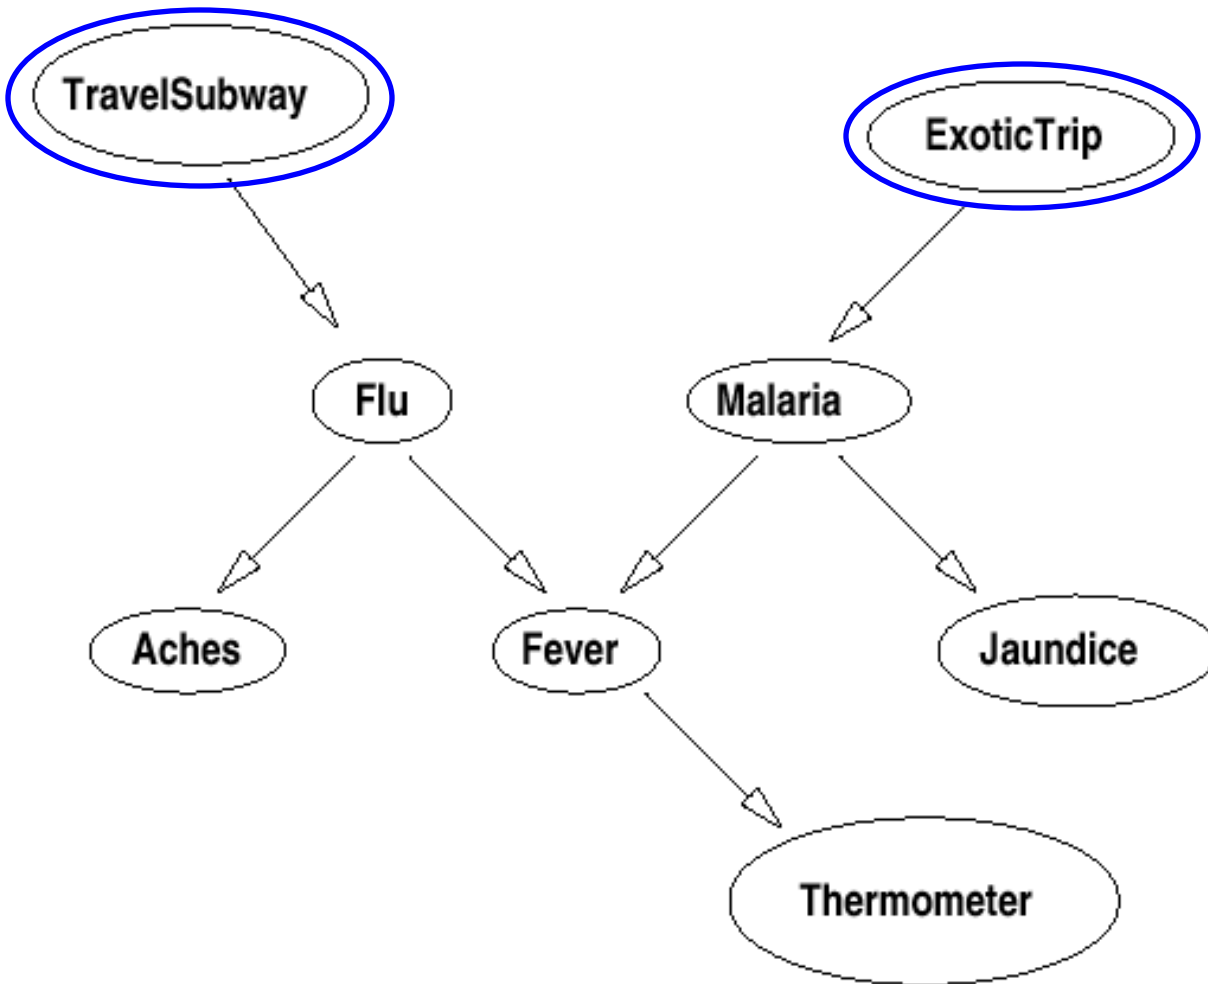 TravelSubway
ExoticTrip
Flu
Malaria
Aches
Fever
Jaundice
Thermometer